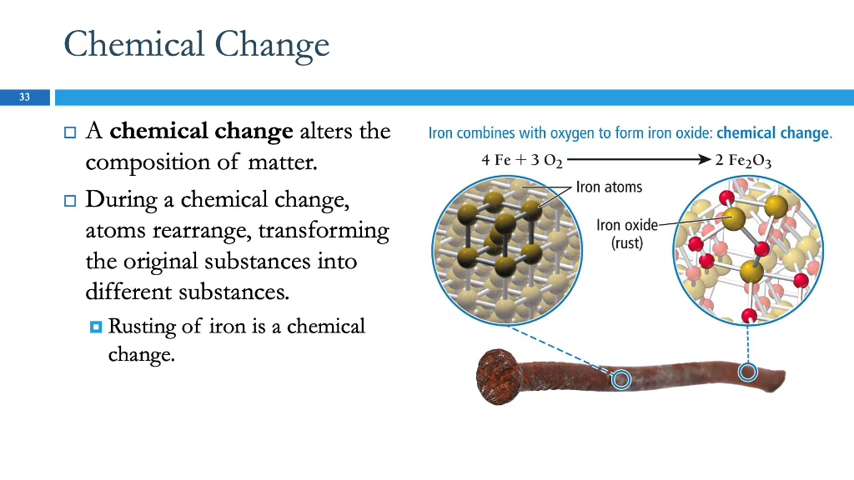 Chemical Change
33
□ A chemical change alters the
composition of matter.
□ During a chemical change,
atoms rearrange, transforming
the original substances into
different substances.
◘ Rusting of iron is a chemical
change.
Iron combines with oxygen to form iron oxide: chemical change.
4 Fe + 3 O₂ ⟶ 2 Fe₂O₃
Iron atoms
Iron oxide
(rust)